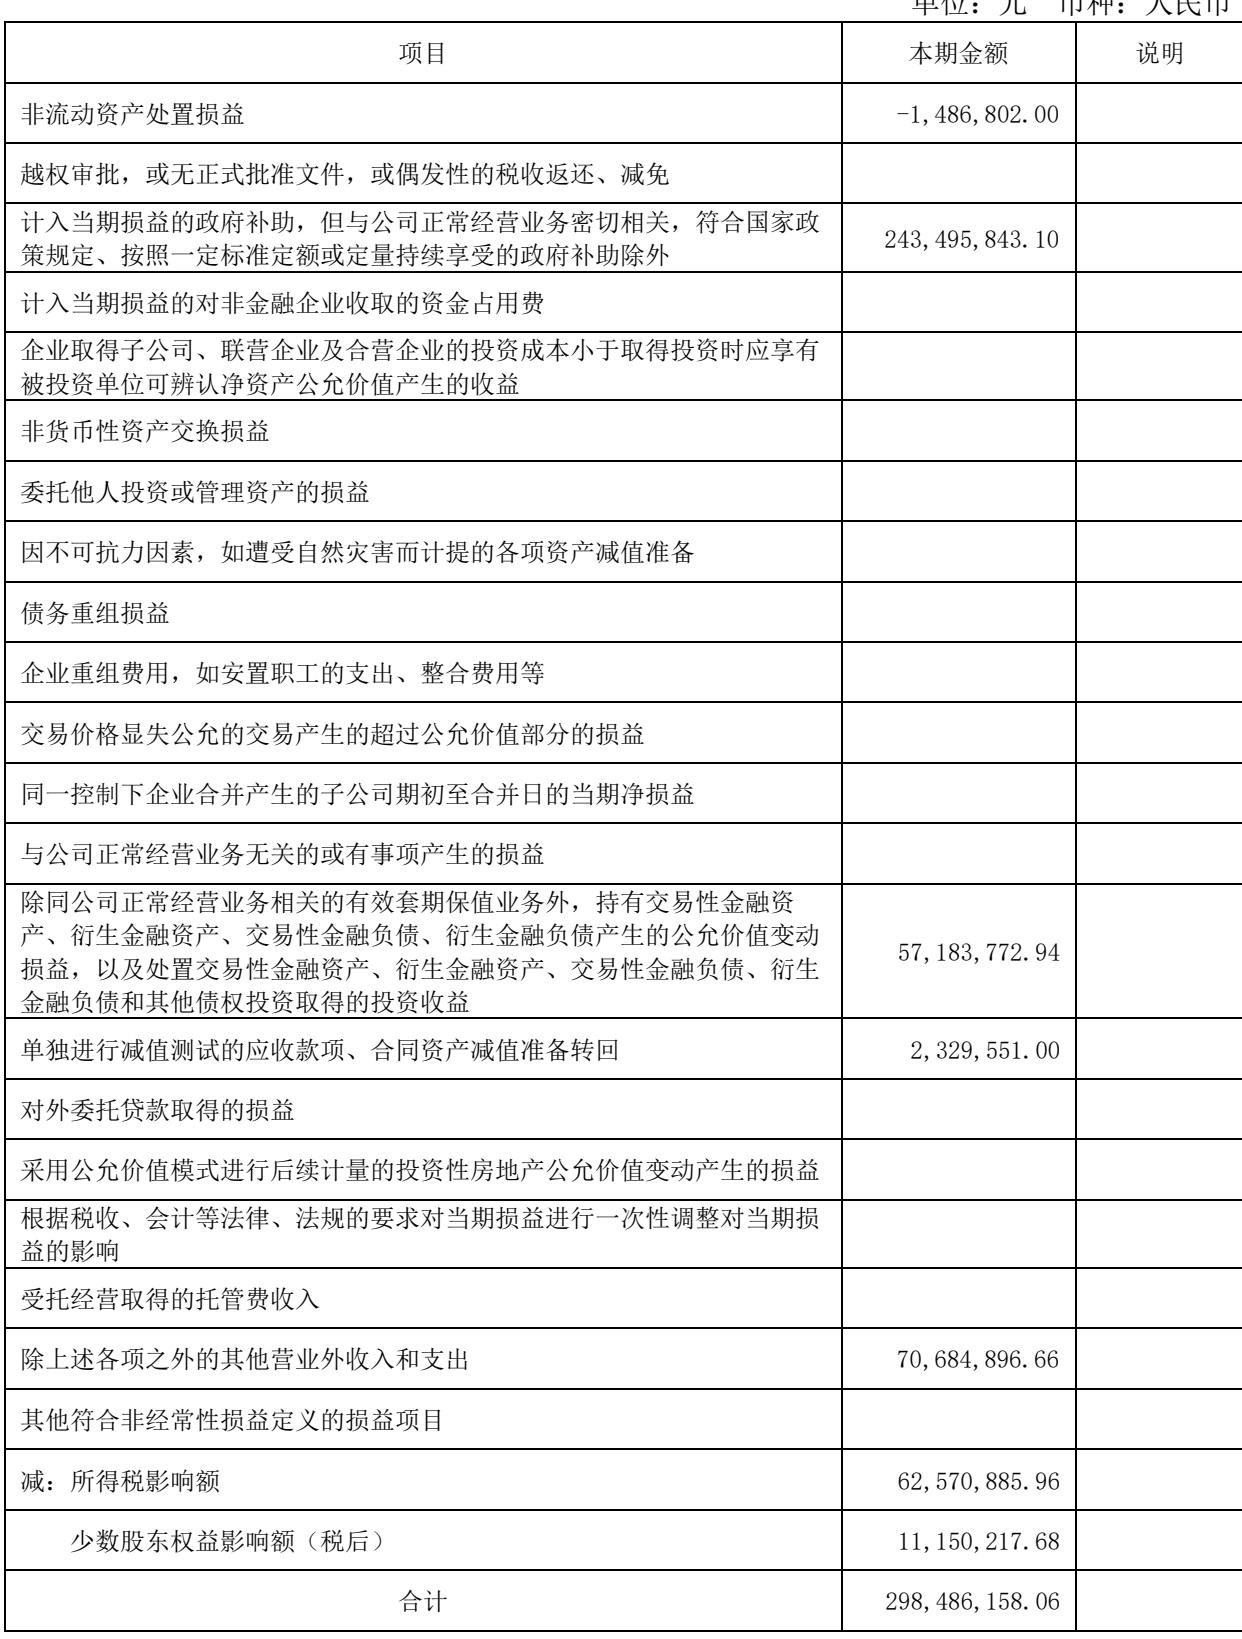 单位：元 币种：人民币
项目 本期金额 说明
非流动资产处置损益 -1,486,802.00
越权审批，或无正式批准文件，或偶发性的税收返还、减免
计入当期损益的政府补助，但与公司正常经营业务密切相关，符合国家政
策规定、按照一定标准定额或定量持续享受的政府补助除外 243,495,843.10
计入当期损益的对非金融企业收取的资金占用费
企业取得子公司、联营企业及合营企业的投资成本小于取得投资时应享有
被投资单位可辨认净资产公允价值产生的收益
非货币性资产交换损益
委托他人投资或管理资产的损益
因不可抗力因素，如遭受自然灾害而计提的各项资产减值准备
债务重组损益
企业重组费用，如安置职工的支出、整合费用等
交易价格显失公允的交易产生的超过公允价值部分的损益
同一控制下企业合并产生的子公司期初至合并日的当期净损益
与公司正常经营业务无关的或有事项产生的损益
除同公司正常经营业务相关的有效套期保值业务外，持有交易性金融资
产、衍生金融资产、交易性金融负债、衍生金融负债产生的公允价值变动
损益，以及处置交易性金融资产、衍生金融资产、交易性金融负债、衍生
金融负债和其他债权投资取得的投资收益 57,183,772.94
单独进行减值测试的应收款项、合同资产减值准备转回 2,329,551.00
对外委托贷款取得的损益
采用公允价值模式进行后续计量的投资性房地产公允价值变动产生的损益
根据税收、会计等法律、法规的要求对当期损益进行一次性调整对当期损
益的影响
受托经营取得的托管费收入
除上述各项之外的其他营业外收入和支出 70,684,896.66
其他符合非经常性损益定义的损益项目
减：所得税影响额 62,570,885.96
少数股东权益影响额（税后） 11,150,217.68
合计 298,486,158.06